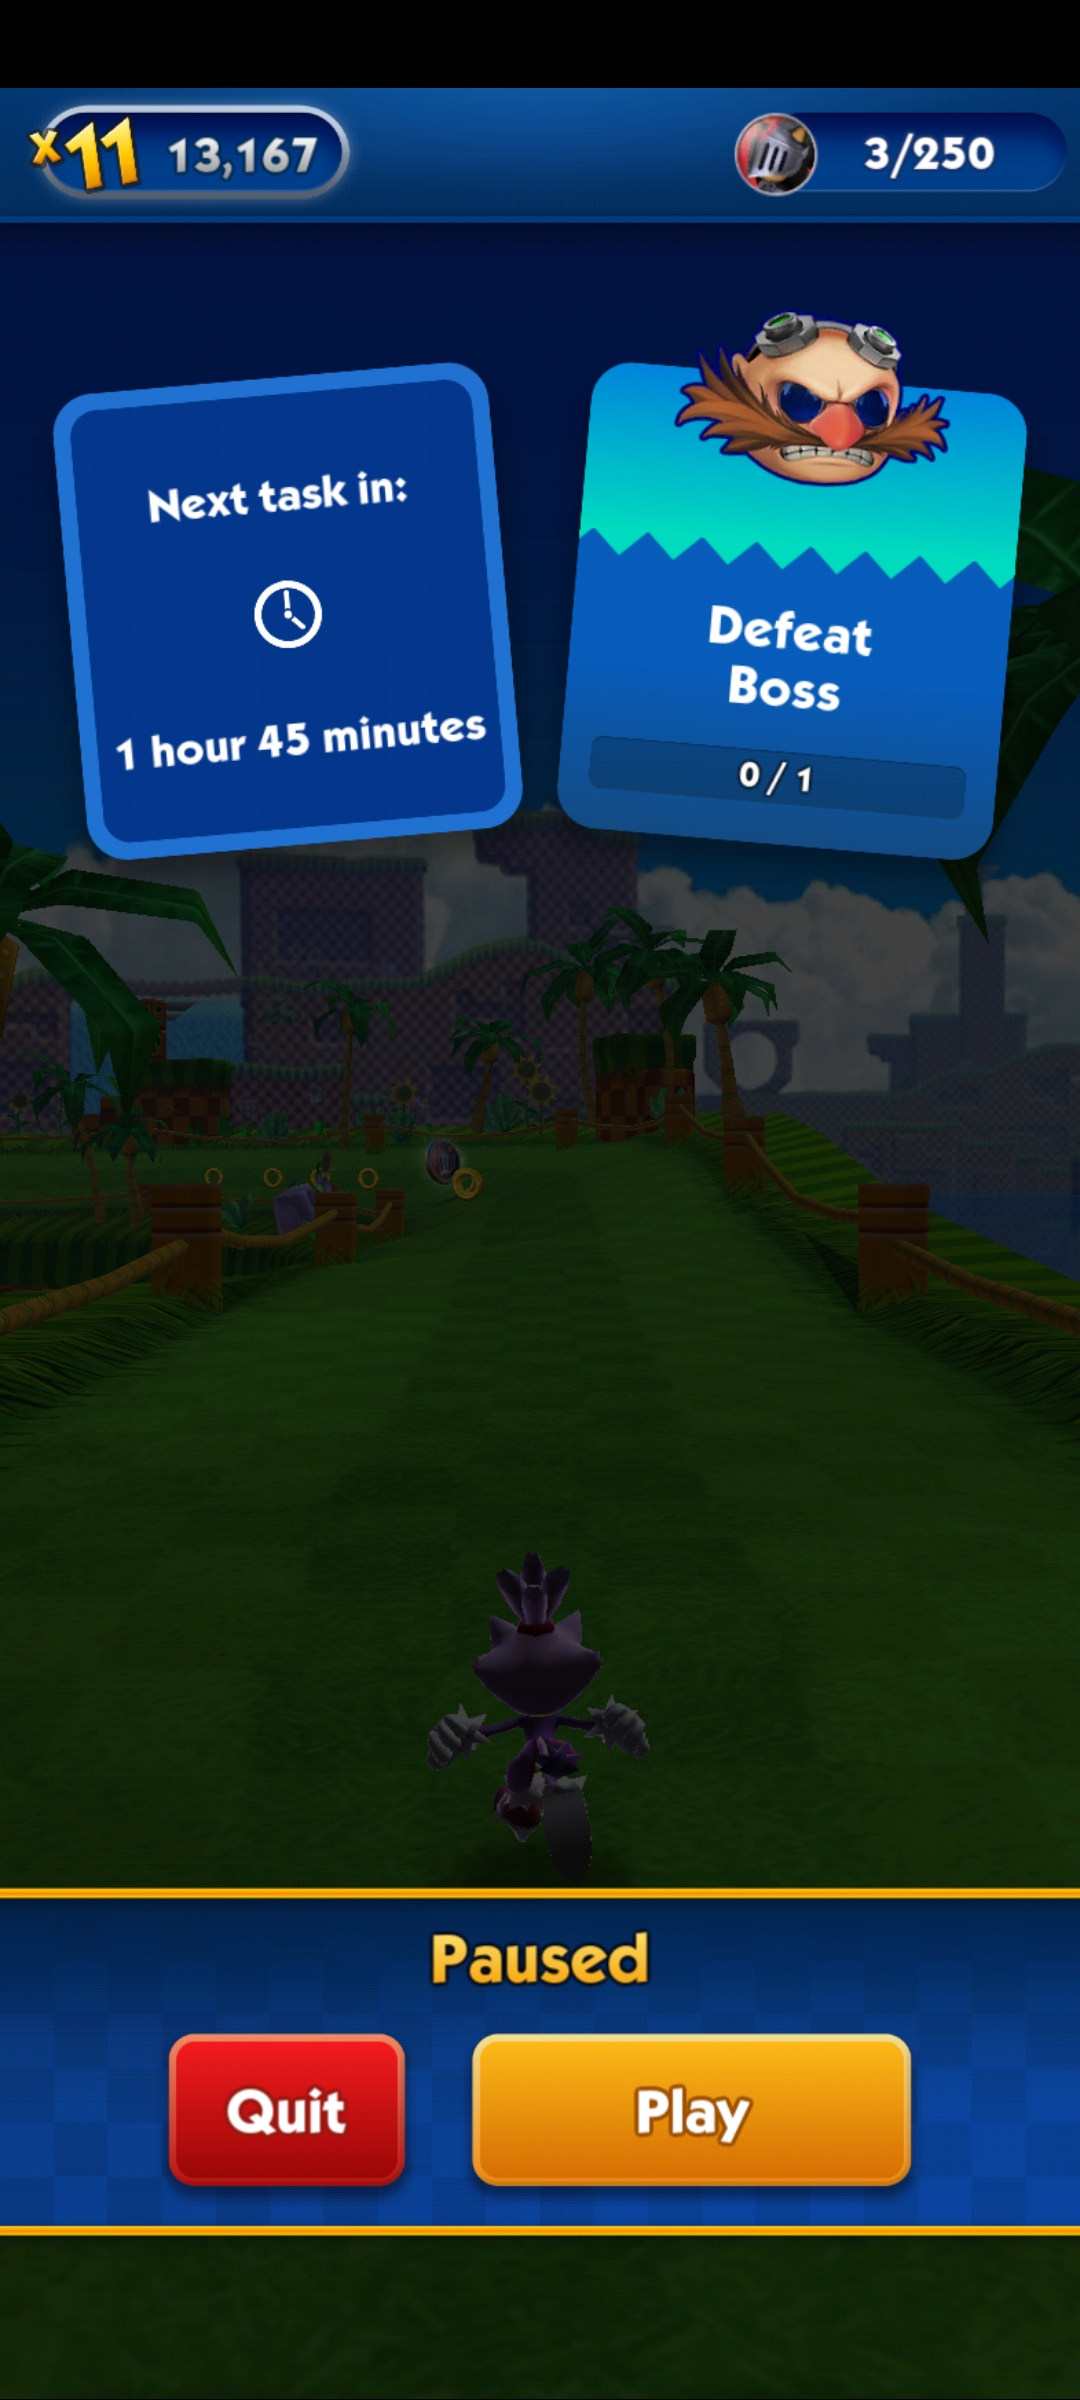 x11 13,167
3/250
Next task in:
1 hour 45 minutes
Defeat
Boss
0 / 1
Paused
Quit
Play